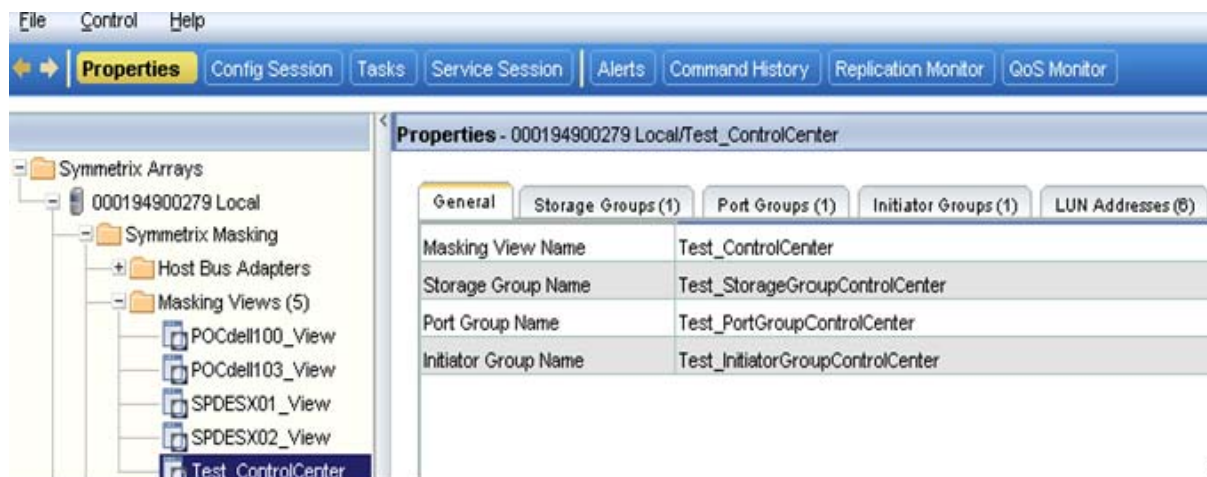 File Control Help
Properties Config Session Tasks Service Session Alerts Command History Replication Monitor QoS Monitor
Properties - 000194900279 Local/Test_ControlCenter
Symmetrix Arrays
000194900279 Local
Symmetrix Masking
Host Bus Adapters
Masking Views (5)
POCdell100_View
POCdell103_View
SPDESX01_View
SPDESX02_View
Test_ControlCenter
General Storage Groups (1) Port Groups (1) Initiator Groups (1) LUN Addresses (6)
Masking View Name Test_ControlCenter
Storage Group Name Test_StorageGroupControlCenter
Port Group Name Test_PortGroupControlCenter
Initiator Group Name Test_InitiatorGroupControlCenter